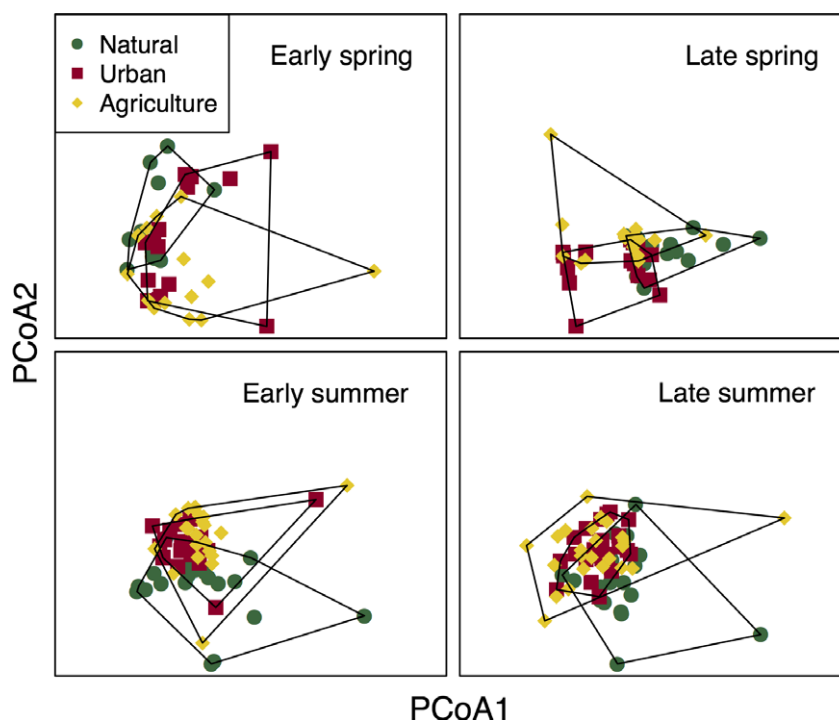 Natural
Urban
Agriculture
Early spring
Late spring
PCoA2
Early summer
Late summer
PCoA1